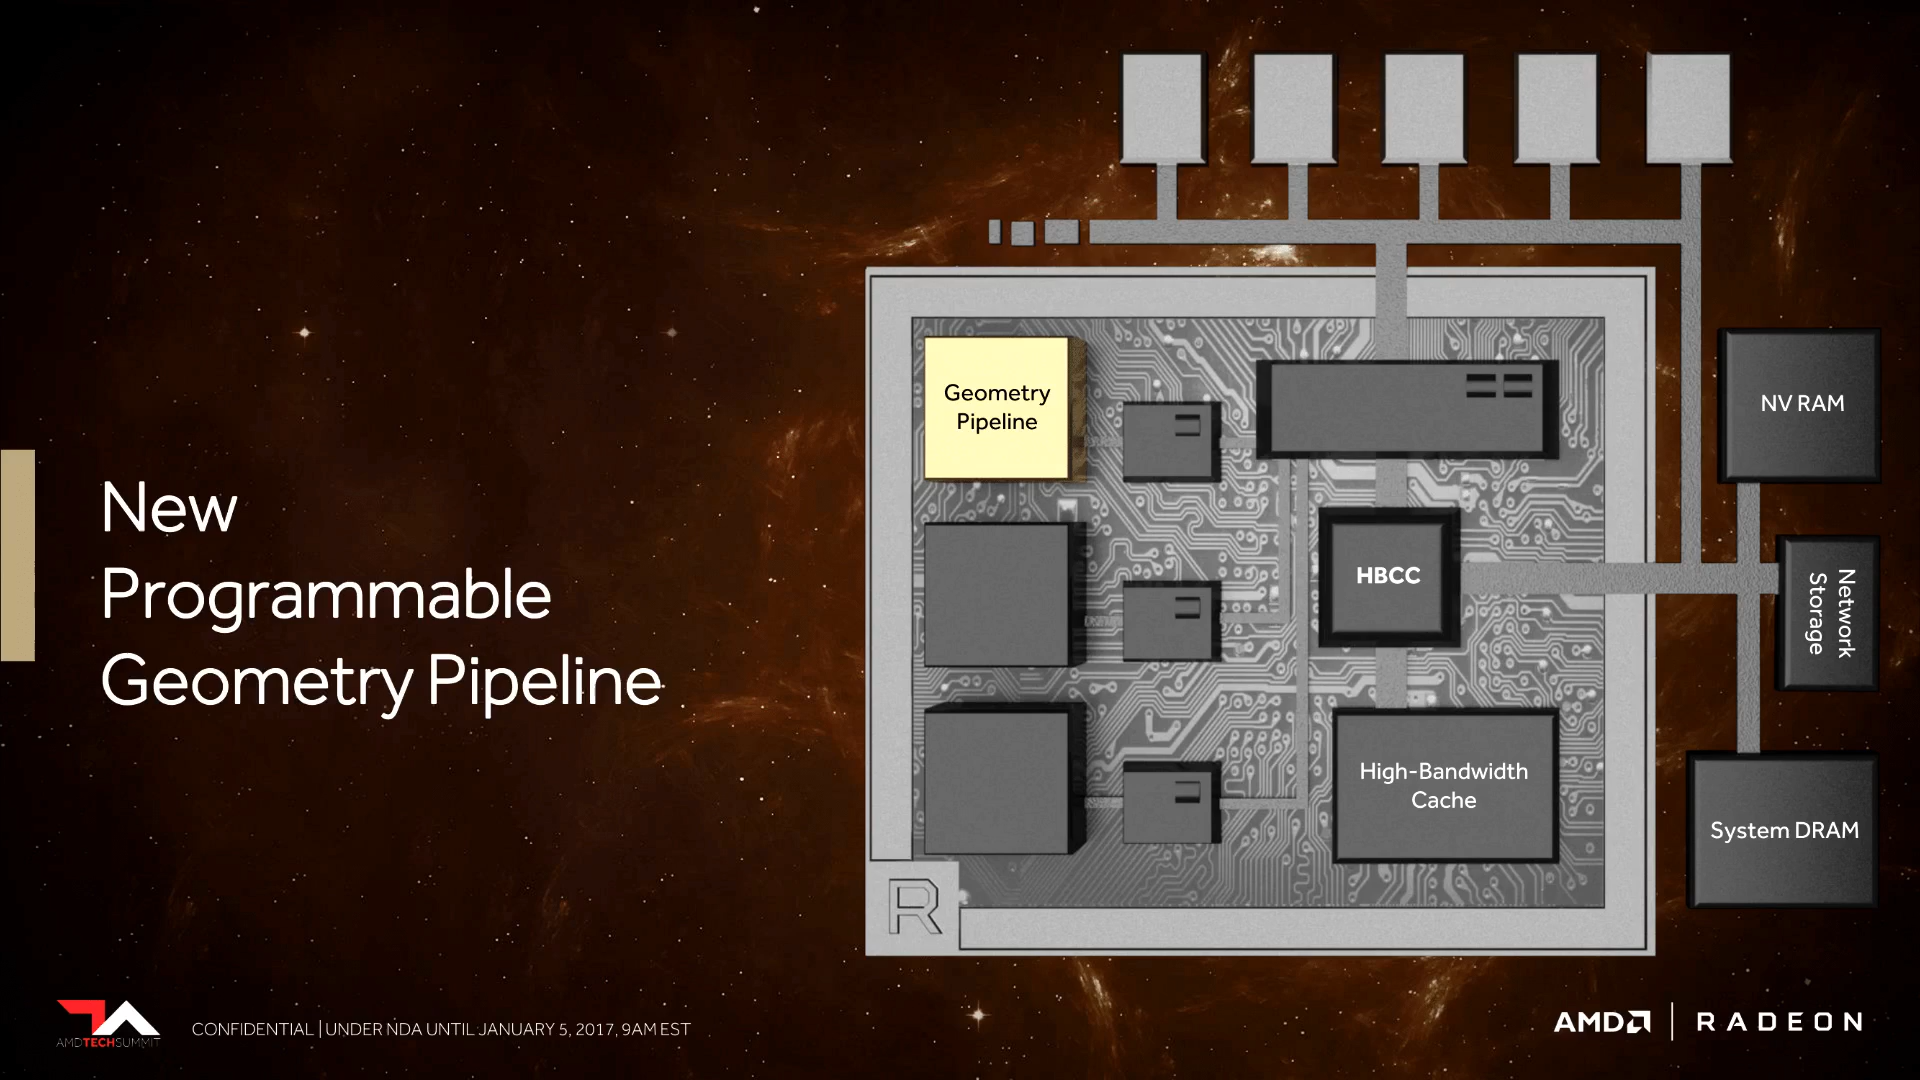 New
Programmable
Geometry Pipeline
Geometry
Pipeline
HBCC
High-Bandwidth
Cache
NV RAM
Network
Storage
System DRAM
R
AMDTECHSUMMIT
CONFIDENTIAL | UNDER NDA UNTIL JANUARY 5, 2017, 9AM EST
AMD | RADEON